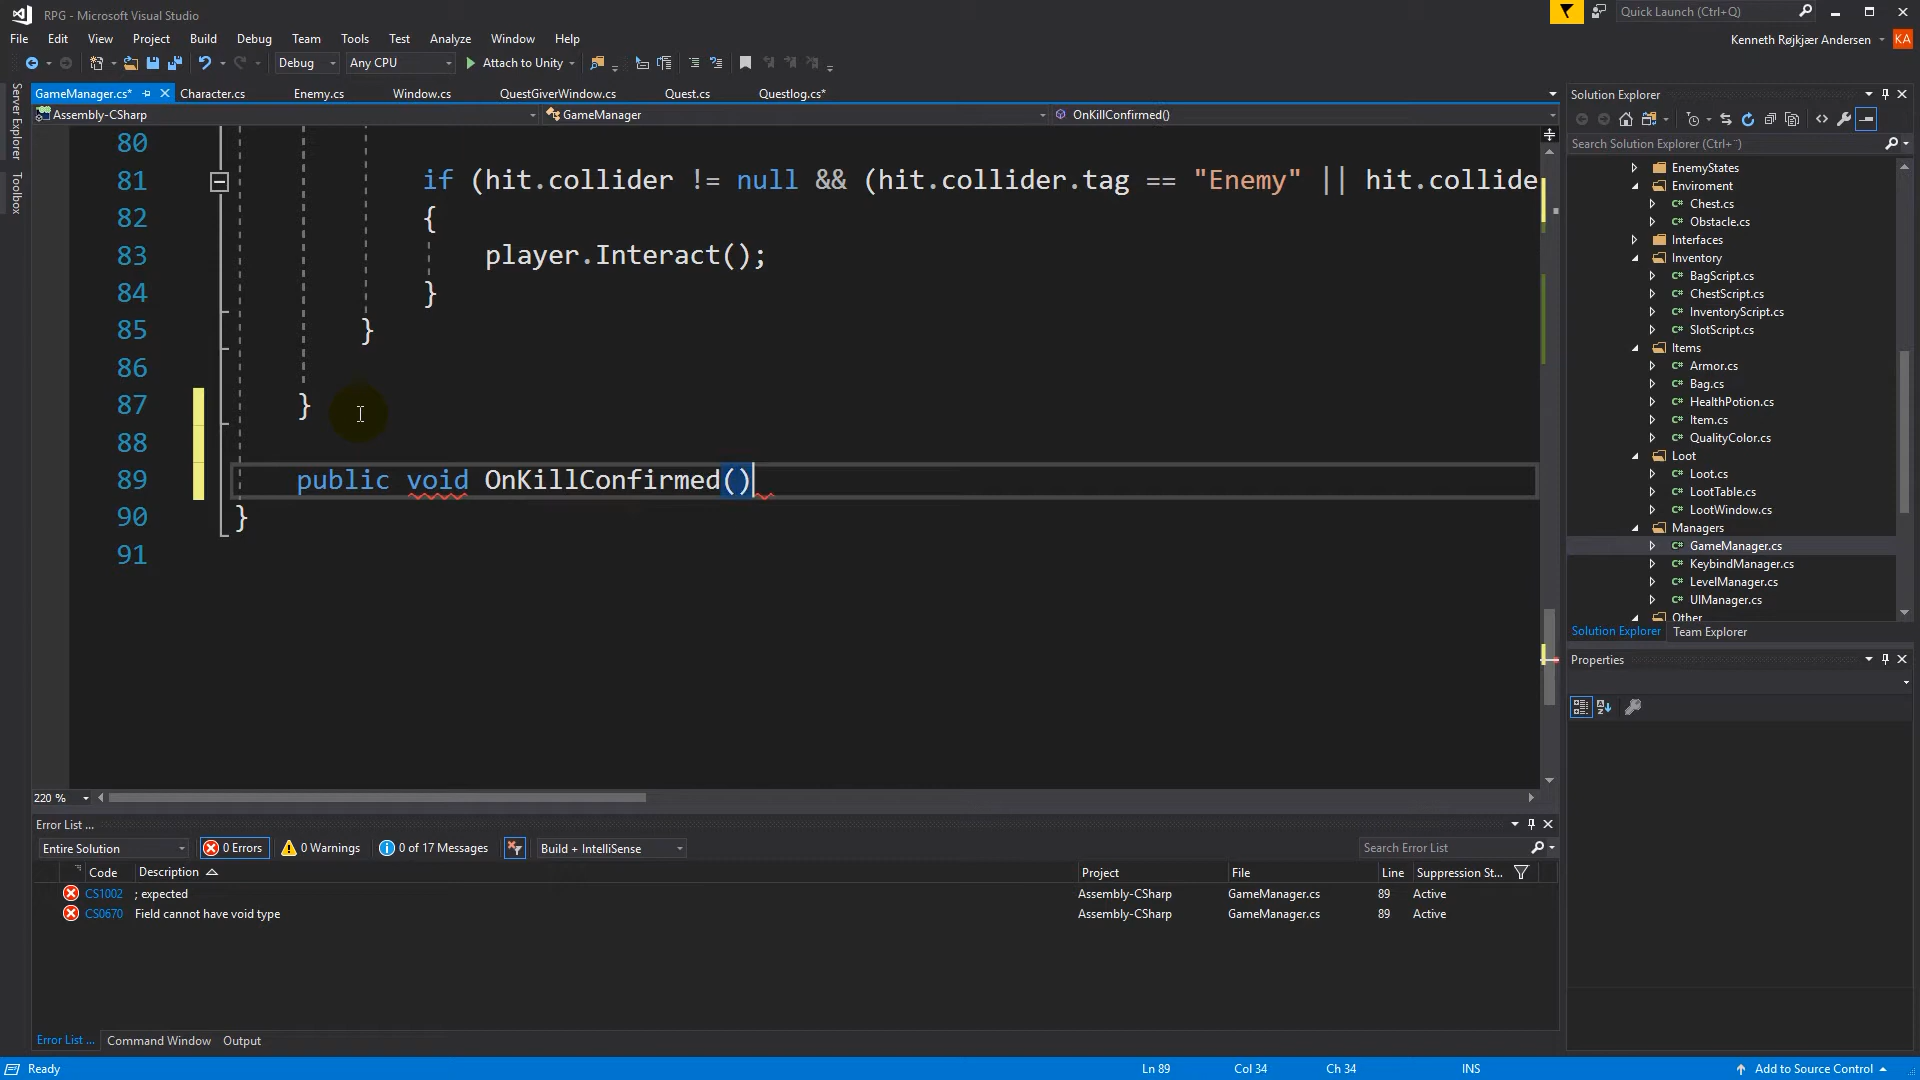 RPG - Microsoft Visual Studio
Quick Launch (Ctrl+Q)
File Edit View Project Build Debug Team Tools Test Analyze Window Help
Kenneth Røjkjær Andersen KA
Debug Any CPU Attach to Unity
GameManager.cs* Character.cs Enemy.cs Window.cs QuestGiverWindow.cs Quest.cs Questlog.cs*
Assembly-CSharp GameManager OnKillConfirmed()
80
81 if (hit.collider != null && (hit.collider.tag == "Enemy" || hit.collide
82 {
83 player.Interact();
84 }
85 }
86
87 }
88
89 public void OnKillConfirmed()
90 }
91
220 %
Server Explorer
Toolbox
Solution Explorer
Search Solution Explorer (Ctrl+¨)
EnemyStates
Enviroment
C# Chest.cs
C# Obstacle.cs
Interfaces
Inventory
C# BagScript.cs
C# ChestScript.cs
C# InventoryScript.cs
C# SlotScript.cs
Items
C# Armor.cs
C# Bag.cs
C# HealthPotion.cs
C# Item.cs
C# QualityColor.cs
Loot
C# Loot.cs
C# LootTable.cs
C# LootWindow.cs
Managers
C# GameManager.cs
C# KeybindManager.cs
C# LevelManager.cs
C# UIManager.cs
Other
Solution Explorer Team Explorer
Properties
Error List ...
Entire Solution 0 Errors 0 Warnings 0 of 17 Messages Build + IntelliSense Search Error List
Code Description Project File Line Suppression St...
CS1002 ; expected Assembly-CSharp GameManager.cs 89 Active
CS0670 Field cannot have void type Assembly-CSharp GameManager.cs 89 Active
Error List ... Command Window Output
Ready Ln 89 Col 34 Ch 34 INS Add to Source Control